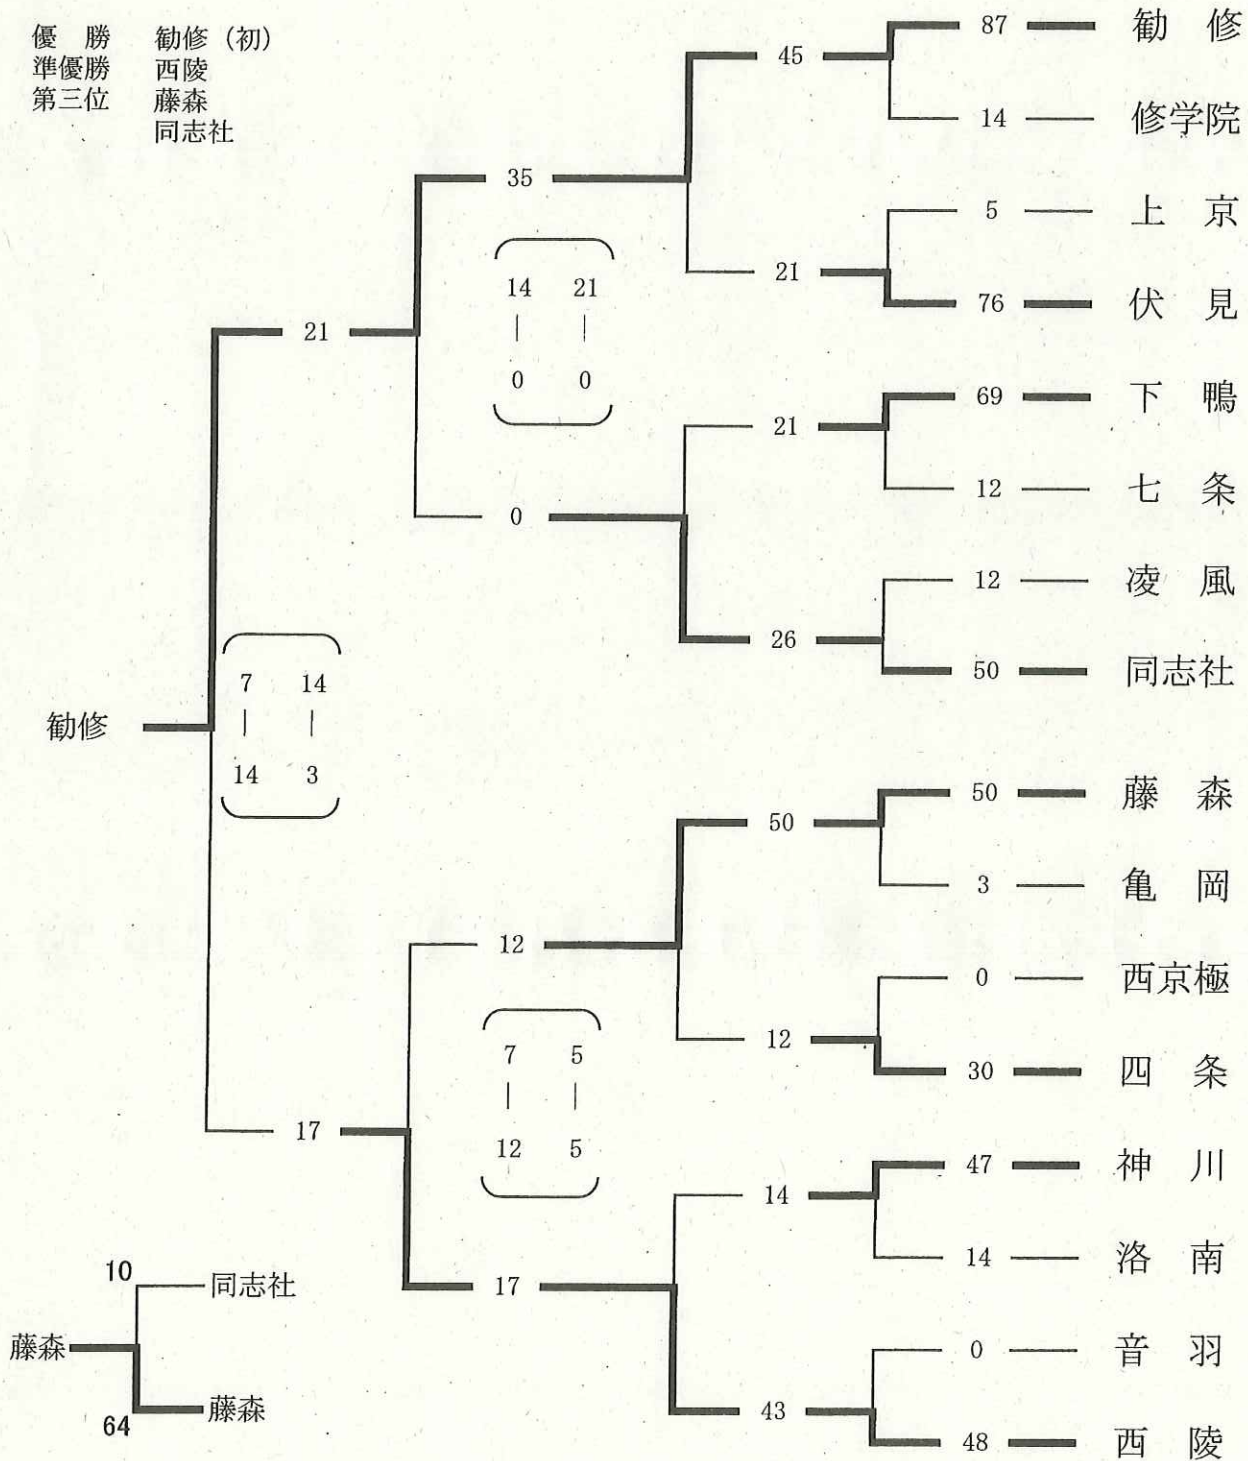 優　勝　勧修（初）
準優勝　西陵
第三位　藤森
同志社
87　勧　修
45
14　修学院
35
5　上　京
21
76　伏　見
14　21
｜　｜
0　0
21
69　下　鴨
21
12　七　条
0
12　凌　風
26
50　同志社
7　14
｜　｜
14　3
勧修
50　藤　森
50
3　亀　岡
12
0　西京極
12
30　四　条
7　5
｜　｜
12　5
17
47　神　川
14
14　洛　南
17
0　音　羽
43
48　西　陵
10　同志社
藤森
64　藤森